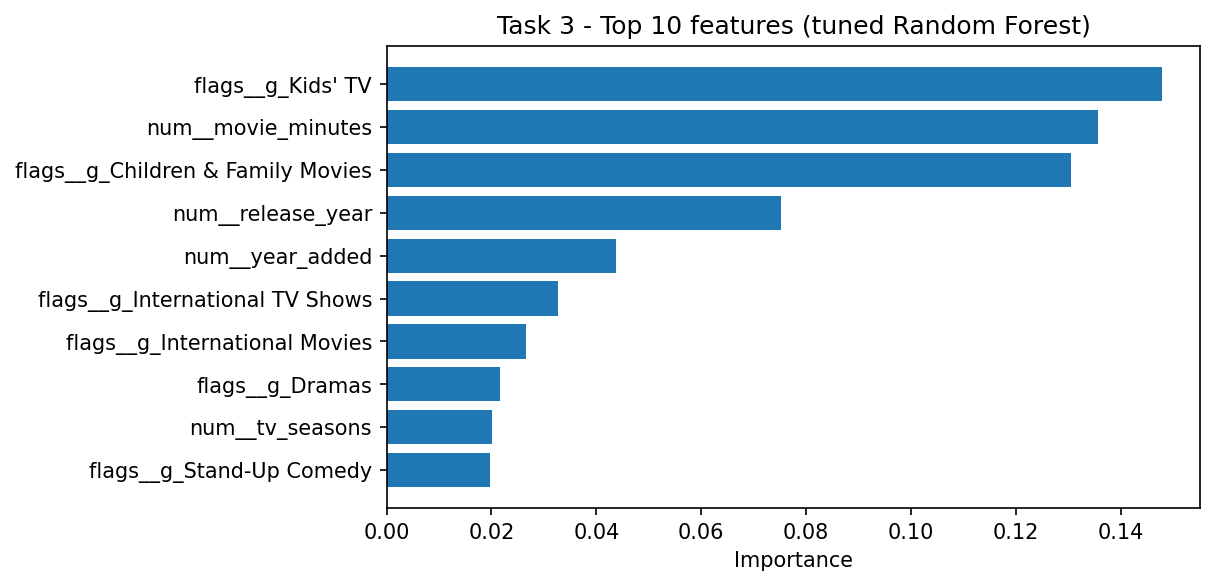 Task 3 - Top 10 features (tuned Random Forest)
flags__g_Kids' TV
num__movie_minutes
flags__g_Children & Family Movies
num__release_year
num__year_added
flags__g_International TV Shows
flags__g_International Movies
flags__g_Dramas
num__tv_seasons
flags__g_Stand-Up Comedy
0.00 0.02 0.04 0.06 0.08 0.10 0.12 0.14
Importance